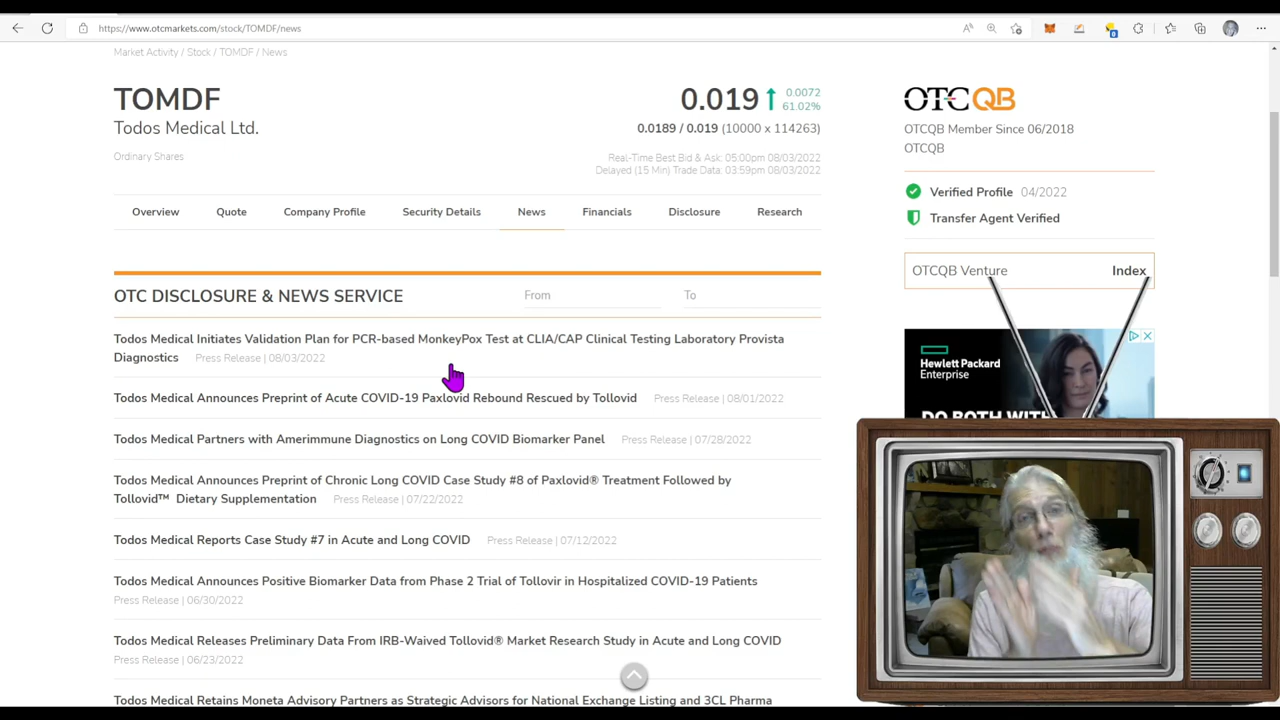 https://www.otcmarkets.com/stock/TOMDF/news
Market Activity / Stock / TOMDF / News
TOMDF
Todos Medical Ltd.
Ordinary Shares
0.019
0.0072
61.02%
0.0189 / 0.019 (10000 x 114263)
Real-Time Best Bid & Ask: 05:00pm 08/03/2022
Delayed (15 Min) Trade Data: 03:59pm 08/03/2022
OTCQB
OTCQB Member Since 06/2018
OTCQB
Verified Profile 04/2022
Transfer Agent Verified
OTCQB Venture Index
Overview Quote Company Profile Security Details News Financials Disclosure Research
OTC DISCLOSURE & NEWS SERVICE From To
Todos Medical Initiates Validation Plan for PCR-based MonkeyPox Test at CLIA/CAP Clinical Testing Laboratory Provista
Diagnostics Press Release | 08/03/2022
Todos Medical Announces Preprint of Acute COVID-19 Paxlovid Rebound Rescued by Tollovid Press Release | 08/01/2022
Todos Medical Partners with Amerimmune Diagnostics on Long COVID Biomarker Panel Press Release | 07/28/2022
Todos Medical Announces Preprint of Chronic Long COVID Case Study #8 of Paxlovid® Treatment Followed by
Tollovid™ Dietary Supplementation Press Release | 07/22/2022
Todos Medical Reports Case Study #7 in Acute and Long COVID Press Release | 07/12/2022
Todos Medical Announces Positive Biomarker Data from Phase 2 Trial of Tollovir in Hospitalized COVID-19 Patients
Press Release | 06/30/2022
Todos Medical Releases Preliminary Data From IRB-Waived Tollovid® Market Research Study in Acute and Long COVID
Press Release | 06/23/2022
Todos Medical Retains Moneta Advisory Partners as Strategic Advisors for National Exchange Listing and 3CL Pharma
Hewlett Packard
Enterprise
DO BOTH WITH